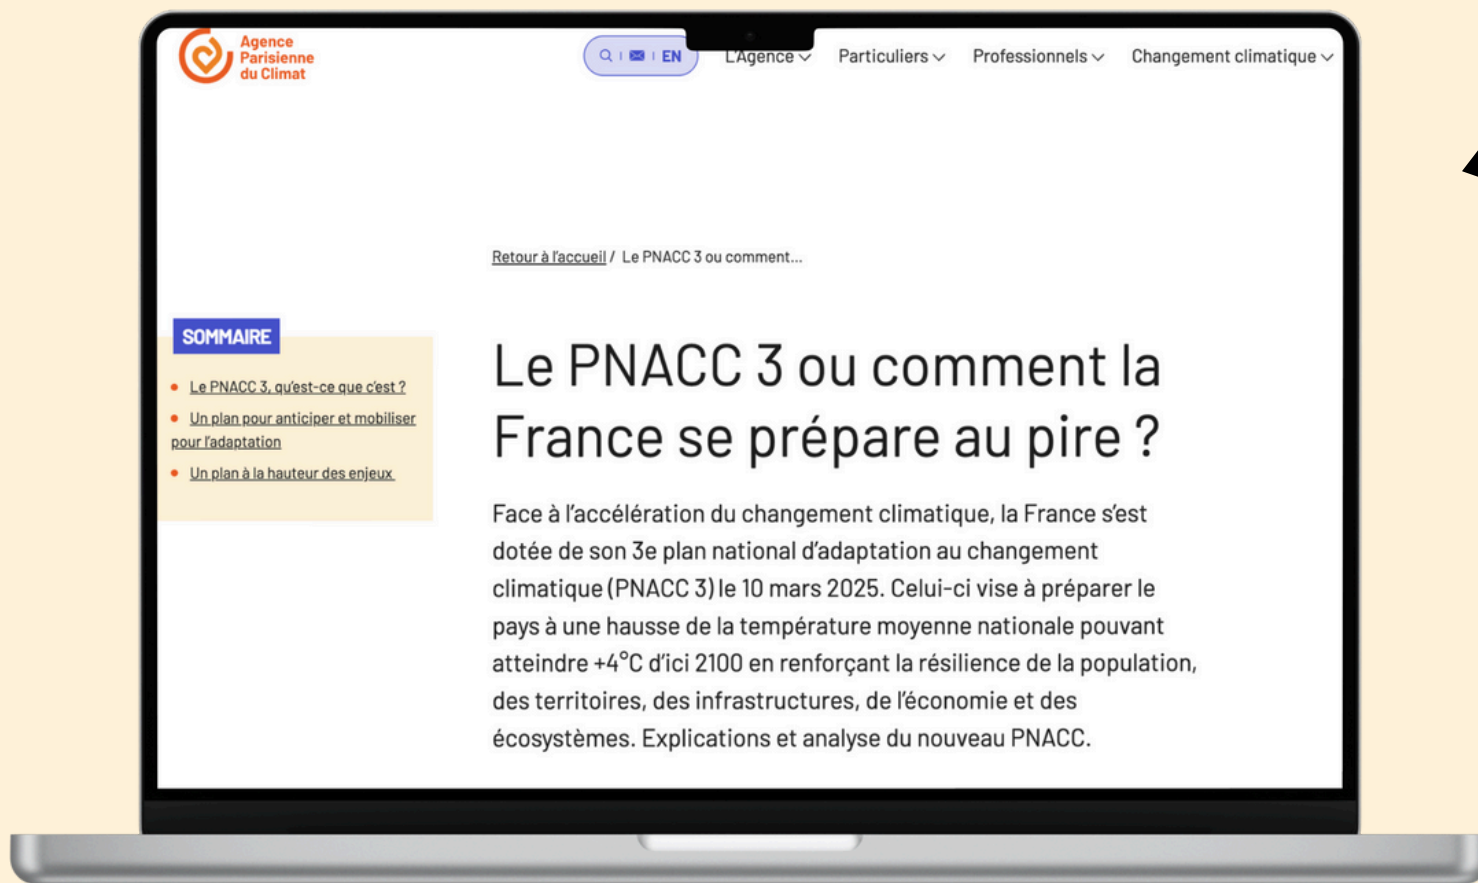 Agence
Parisienne
du Climat
EN
L'Agence
Particuliers
Professionnels
Changement climatique
Retour à l'accueil / Le PNACC 3 ou comment...
SOMMAIRE
Le PNACC 3, qu'est-ce que c'est ?
Un plan pour anticiper et mobiliser
pour l'adaptation
Un plan à la hauteur des enjeux
Le PNACC 3 ou comment la
France se prépare au pire ?
Face à l'accélération du changement climatique, la France s'est
dotée de son 3e plan national d'adaptation au changement
climatique (PNACC 3) le 10 mars 2025. Celui-ci vise à préparer le
pays à une hausse de la température moyenne nationale pouvant
atteindre +4°C d'ici 2100 en renforçant la résilience de la population,
des territoires, des infrastructures, de l'économie et des
écosystèmes. Explications et analyse du nouveau PNACC.